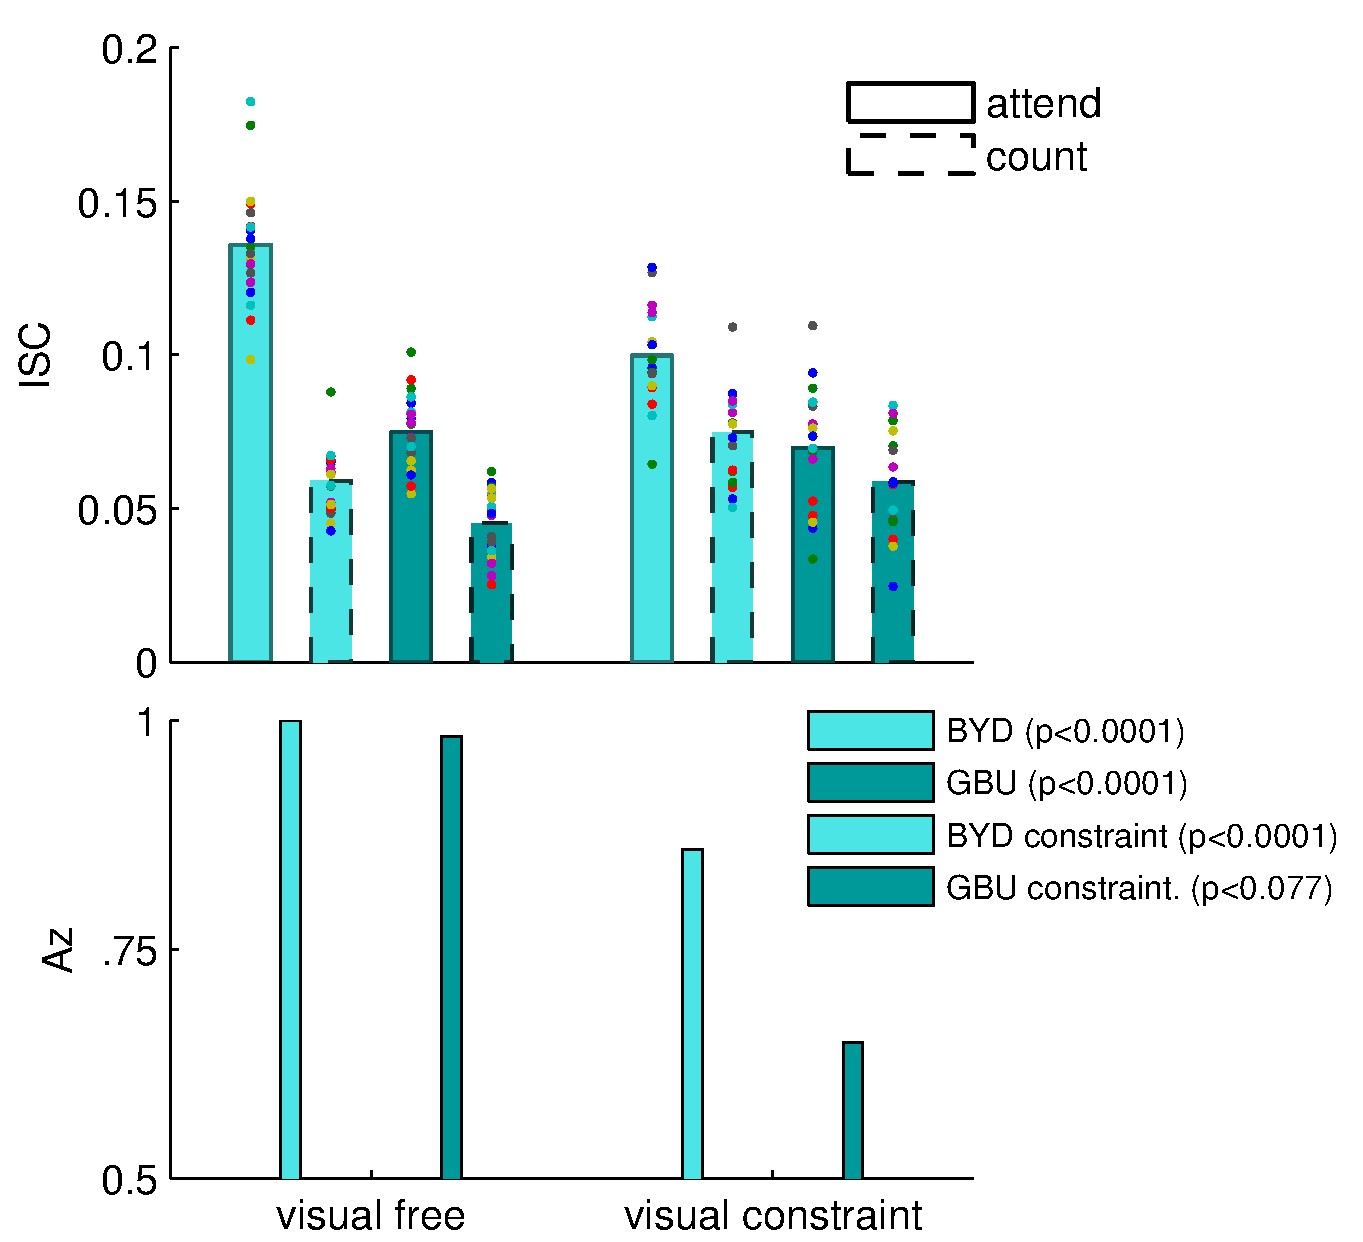 0.2
0.15
0.1
0.05
0
ISC
attend
count
1
.75
0.5
Az
BYD (p<0.0001)
GBU (p<0.0001)
BYD constraint (p<0.0001)
GBU constraint. (p<0.077)
visual free
visual constraint